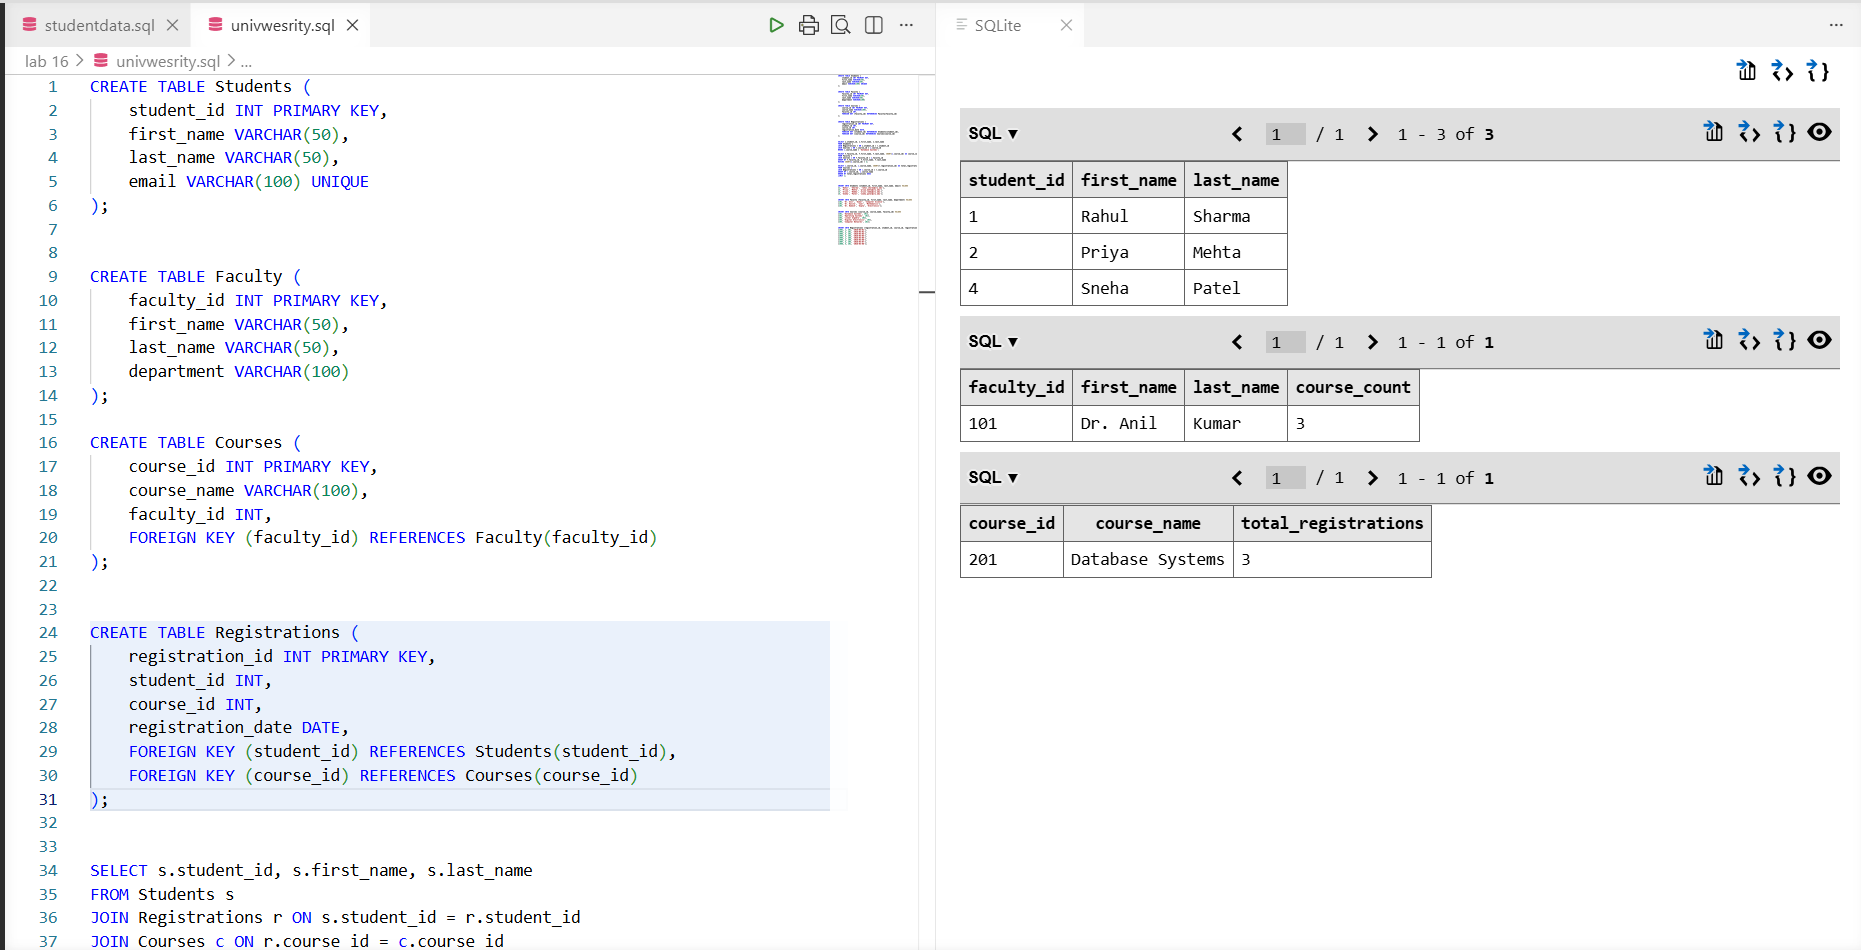 studentdata.sql
univwesrity.sql
lab 16 > univwesrity.sql > ...
1 CREATE TABLE Students (
2 student_id INT PRIMARY KEY,
3 first_name VARCHAR(50),
4 last_name VARCHAR(50),
5 email VARCHAR(100) UNIQUE
6 );
7
8
9 CREATE TABLE Faculty (
10 faculty_id INT PRIMARY KEY,
11 first_name VARCHAR(50),
12 last_name VARCHAR(50),
13 department VARCHAR(100)
14 );
15
16 CREATE TABLE Courses (
17 course_id INT PRIMARY KEY,
18 course_name VARCHAR(100),
19 faculty_id INT,
20 FOREIGN KEY (faculty_id) REFERENCES Faculty(faculty_id)
21 );
22
23
24 CREATE TABLE Registrations (
25 registration_id INT PRIMARY KEY,
26 student_id INT,
27 course_id INT,
28 registration_date DATE,
29 FOREIGN KEY (student_id) REFERENCES Students(student_id),
30 FOREIGN KEY (course_id) REFERENCES Courses(course_id)
31 );
32
33
34 SELECT s.student_id, s.first_name, s.last_name
35 FROM Students s
36 JOIN Registrations r ON s.student_id = r.student_id
37 JOIN Courses c ON r.course_id = c.course_id
SQLite
SQL ▼ 1 / 1 1 - 3 of 3
student_id first_name last_name
1 Rahul Sharma
2 Priya Mehta
4 Sneha Patel
SQL ▼ 1 / 1 1 - 1 of 1
faculty_id first_name last_name course_count
101 Dr. Anil Kumar 3
SQL ▼ 1 / 1 1 - 1 of 1
course_id course_name total_registrations
201 Database Systems 3